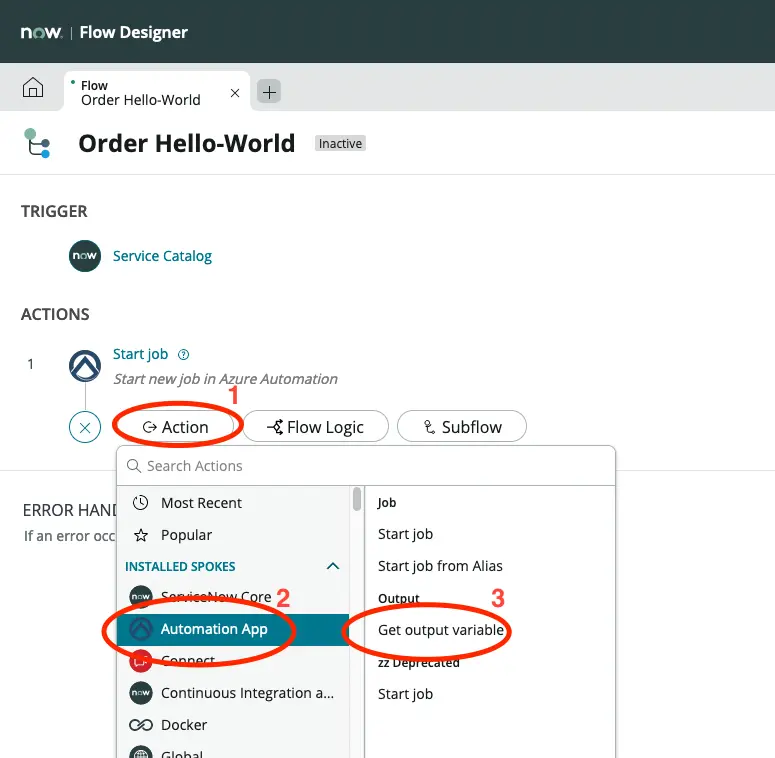 now. | Flow Designer
Flow
Order Hello-World
Order Hello-World Inactive
TRIGGER
now Service Catalog
ACTIONS
1 Start job ?
Start new job in Azure Automation
1
Action Flow Logic Subflow
Search Actions
Most Recent
Popular
INSTALLED SPOKES
now ServiceNow Core 2
Automation App
Connect
now Continuous Integration a...
Docker
Global
Job
Start job
Start job from Alias
Output 3
Get output variable
zz Deprecated
Start job
ERROR HAND
If an error occ